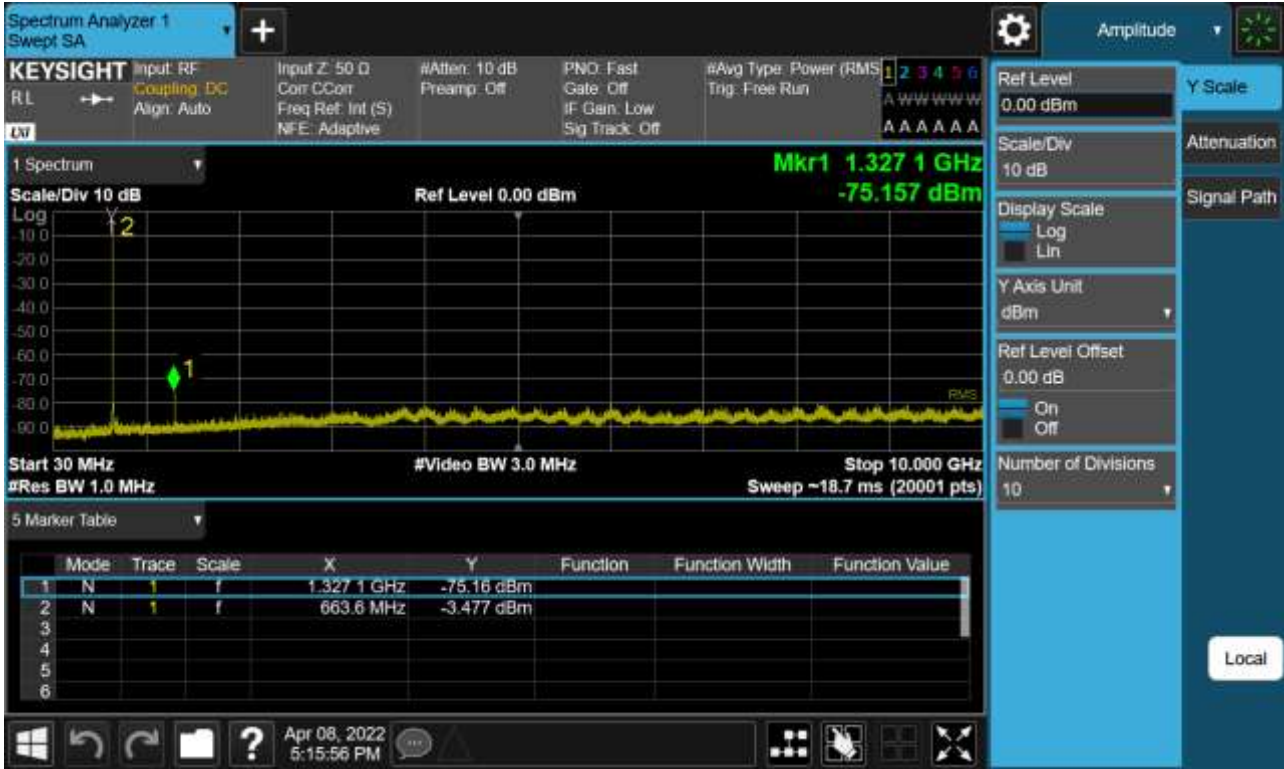 Spectrum Analyzer 1
Swept SA
+
Amplitude
KEYSIGHT Input: RF Input Z: 50 Ω #Atten: 10 dB PNO: Fast #Avg Type: Power (RMS 1 2 3 4 5 6
RL Coupling: DC Corr CCorr Preamp: Off Gate: Off Trig: Free Run
Align: Auto Freq Ref: Int (S) IF Gain: Low A W W W W W
LXI NFE: Adaptive Sig Track: Off A A A A A A
1 Spectrum
Mkr1 1.327 1 GHz
Scale/Div 10 dB Ref Level 0.00 dBm -75.157 dBm
Log
2
-10.0
-20.0
-30.0
-40.0
-50.0
-60.0
1
-70.0
-80.0 RMS
-90.0
Start 30 MHz #Video BW 3.0 MHz Stop 10.000 GHz
#Res BW 1.0 MHz Sweep ~18.7 ms (20001 pts)
5 Marker Table
Mode Trace Scale X Y Function Function Width Function Value
1 N 1 f 1.327 1 GHz -75.16 dBm
2 N 1 f 663.6 MHz -3.477 dBm
3
4
5
6
Ref Level
0.00 dBm
Scale/Div
10 dB
Display Scale
Log
Lin
Y Axis Unit
dBm
Ref Level Offset
0.00 dB
On
Off
Number of Divisions
10
Y Scale
Attenuation
Signal Path
Local
?
Apr 08, 2022
5:15:56 PM